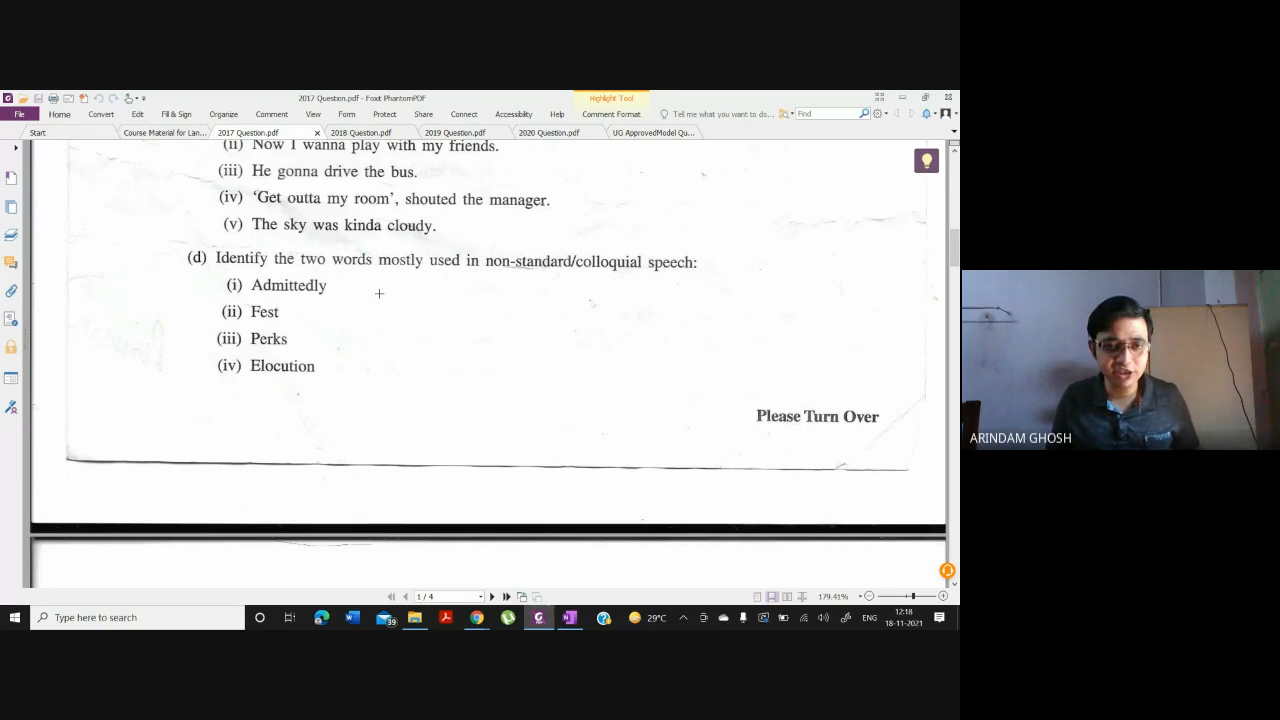 2017 Question.pdf - Foxit PhantomPDF
Highlight Tool
File Home Convert Edit Fill & Sign Organize Comment View Form Protect Share Connect Accessibility Help Comment Format Tell me what you want to do... Find
Start Course Material for Lan... 2017 Question.pdf 2018 Question.pdf 2019 Question.pdf 2020 Question.pdf UG ApprovedModel Qu...
(ii) Now I wanna play with my friends.
(iii) He gonna drive the bus.
(iv) ‘Get outta my room’, shouted the manager.
(v) The sky was kinda cloudy.
(d) Identify the two words mostly used in non-standard/colloquial speech:
(i) Admittedly
(ii) Fest
(iii) Perks
(iv) Elocution
Please Turn Over
ARINDAM GHOSH
1 / 4
179.41%
Type here to search
39
29°C
ENG
12:18
18-11-2021